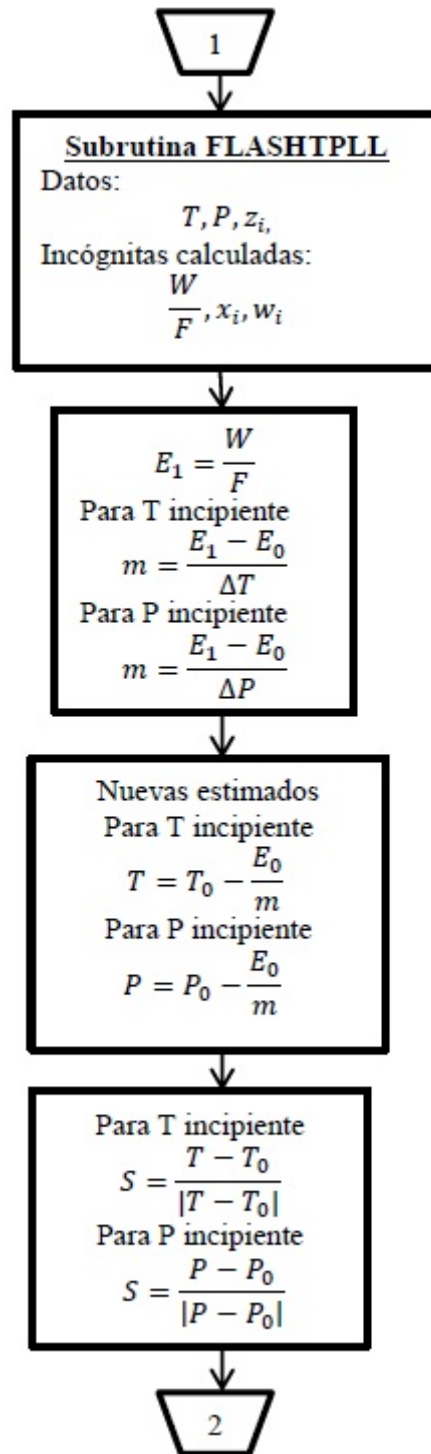 1
Subrutina FLASHTPLL
Datos:
T, P, z_i,
Incógnitas calculadas:
W/F, x_i, w_i
E_1 = W/F
Para T incipiente
m = (E_1 − E_0)/ΔT
Para P incipiente
m = (E_1 − E_0)/ΔP
Nuevas estimados
Para T incipiente
T = T_0 − E_0/m
Para P incipiente
P = P_0 − E_0/m
Para T incipiente
S = (T − T_0)/|T − T_0|
Para P incipiente
S = (P − P_0)/|P − P_0|
2